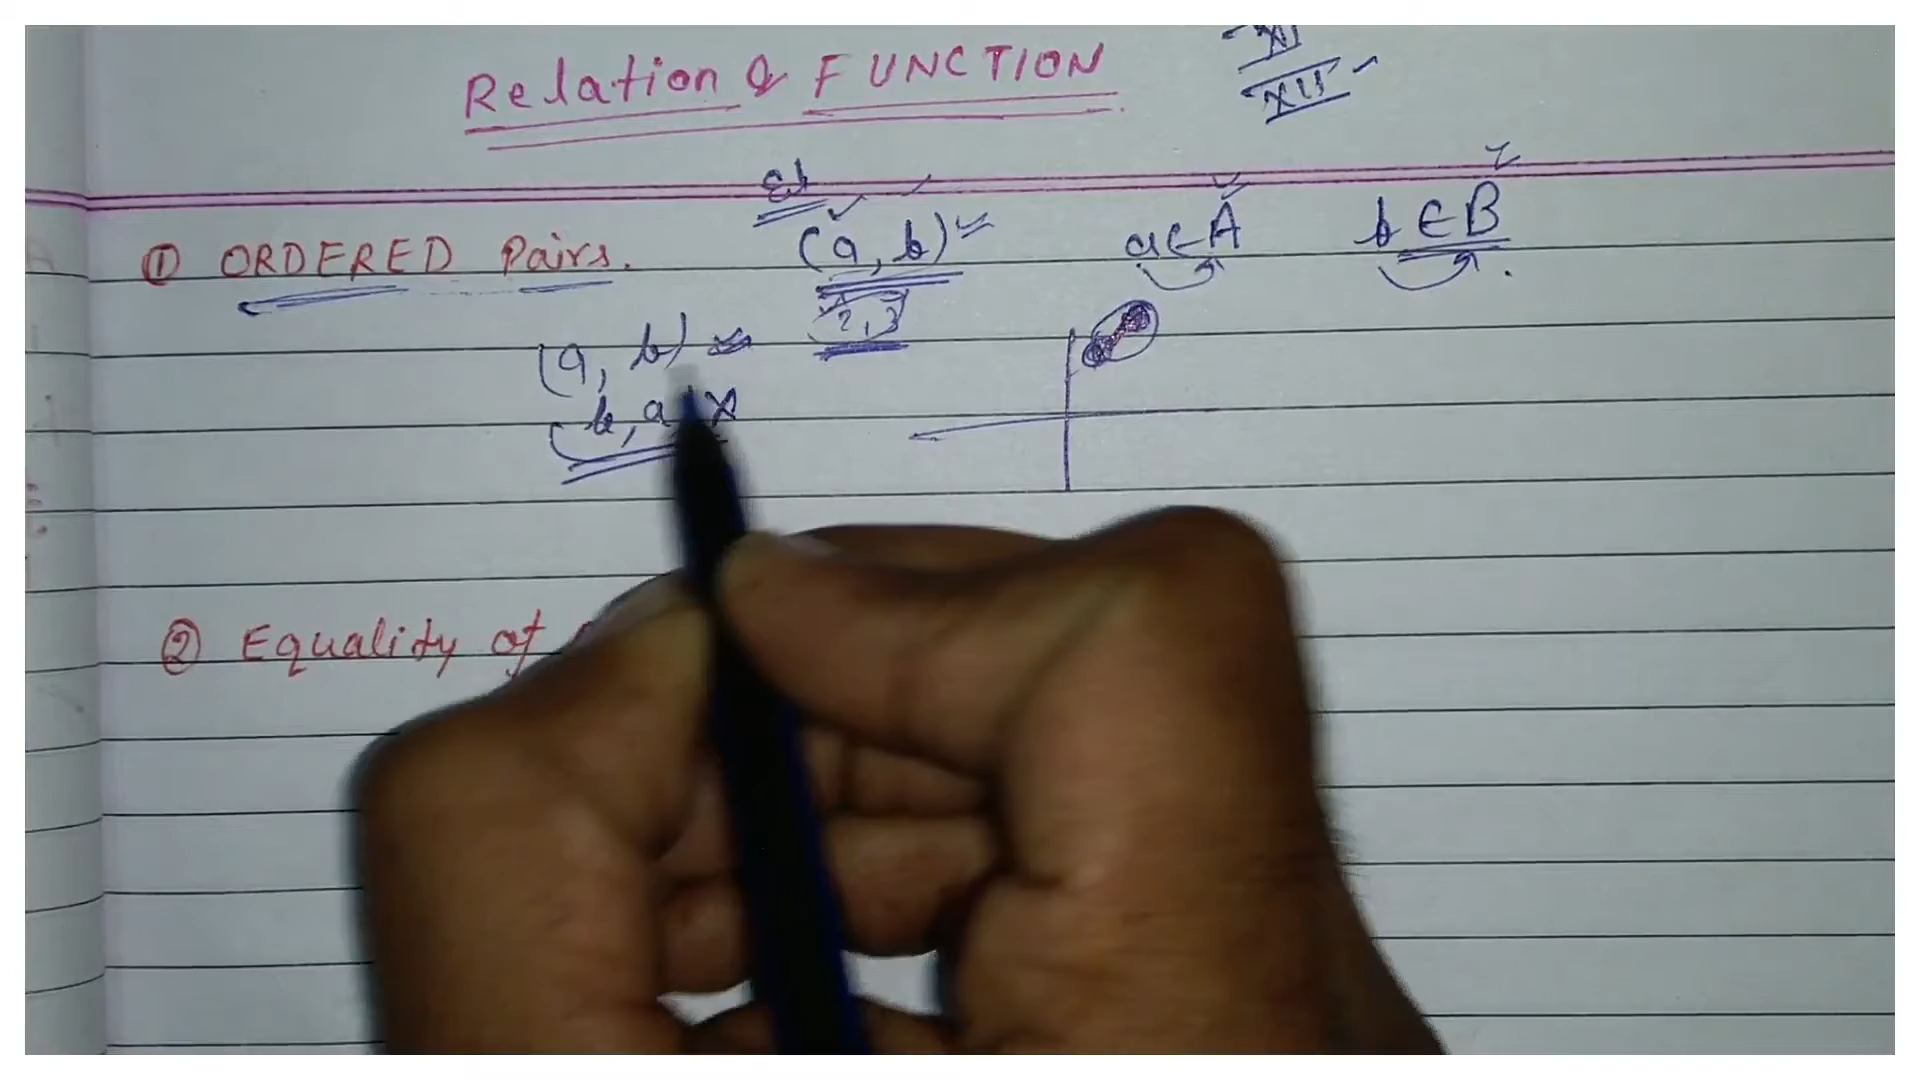 Relation & FUNCTION
XI
XII
① ORDERED Pairs. (a, b) a ∈ A b ∈ B
2,3
(a, b)
b, a ×
② Equality of